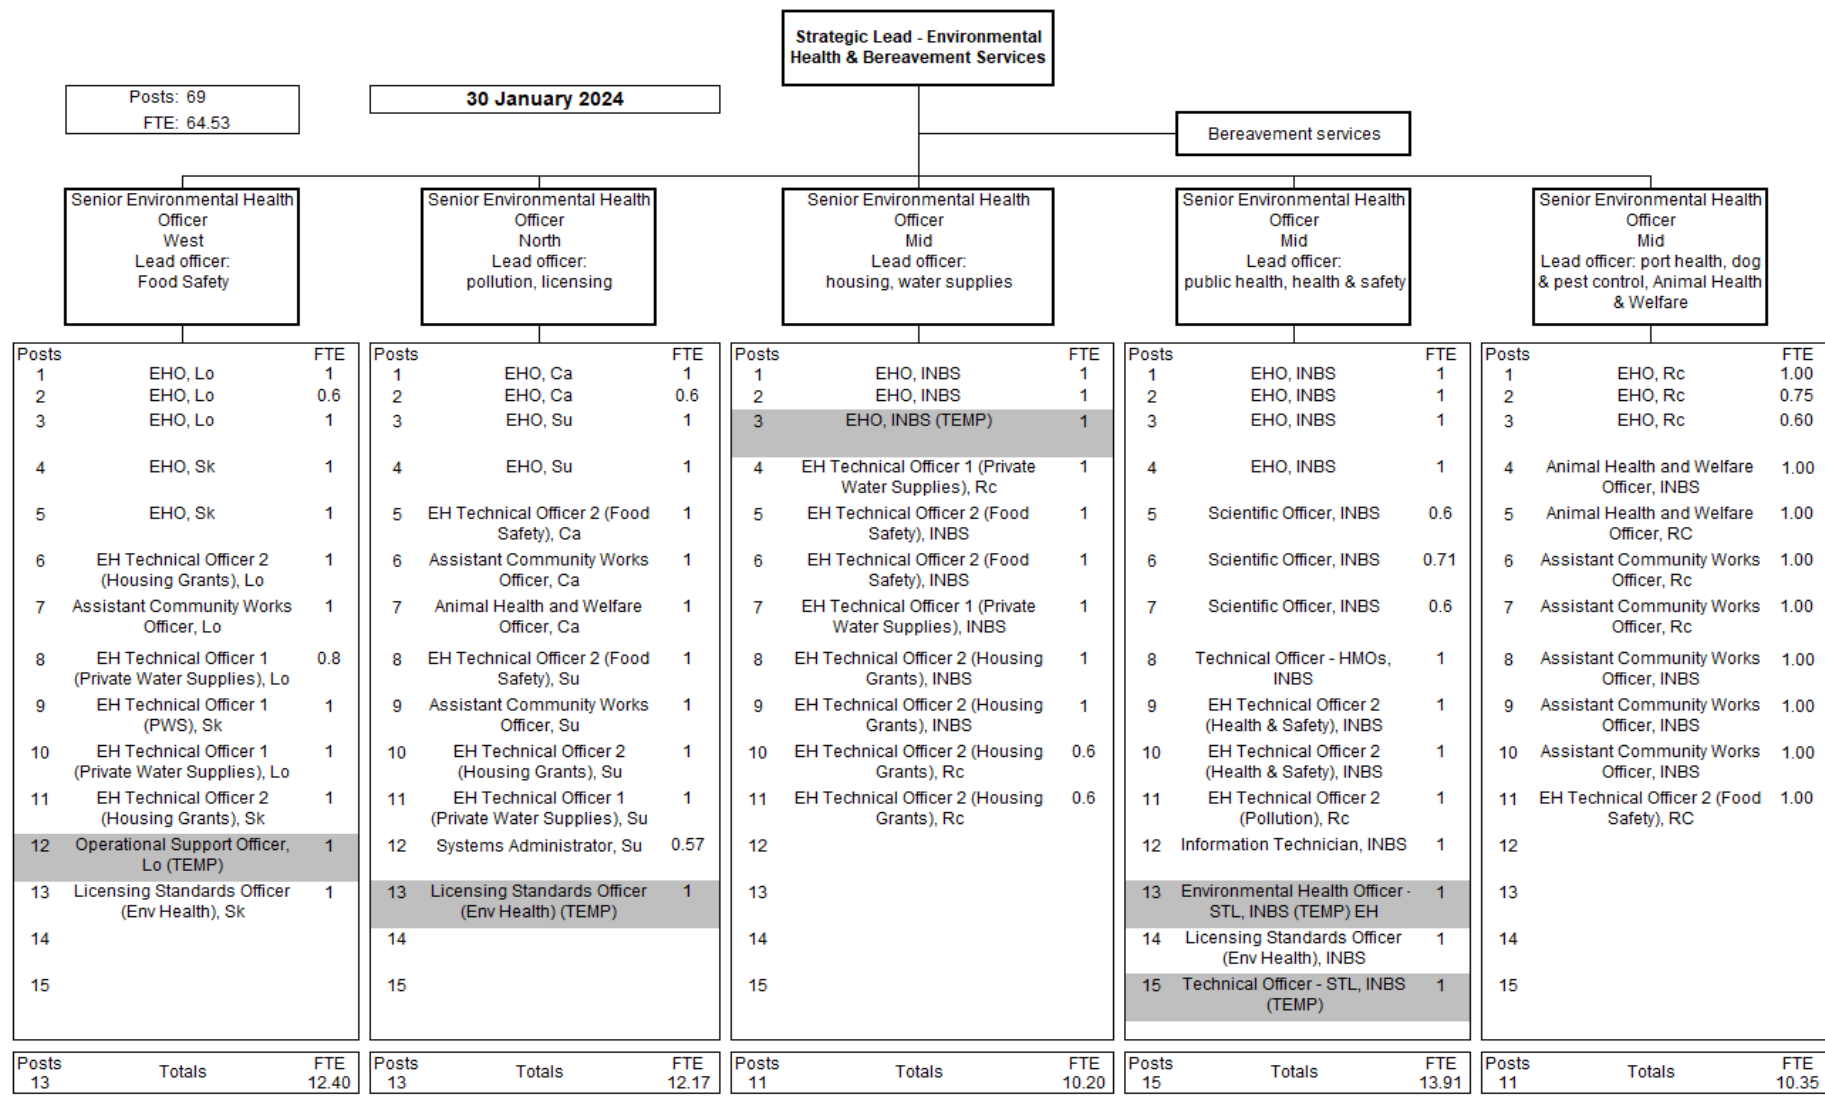 Strategic Lead - Environmental
Health & Bereavement Services
Posts: 69
FTE: 64.53
30 January 2024
Bereavement services
Senior Environmental Health
Officer
West
Lead officer:
Food Safety
Senior Environmental Health
Officer
North
Lead officer:
pollution, licensing
Senior Environmental Health
Officer
Mid
Lead officer:
housing, water supplies
Senior Environmental Health
Officer
Mid
Lead officer:
public health, health & safety
Senior Environmental Health
Officer
Mid
Lead officer: port health, dog
& pest control, Animal Health
& Welfare
Posts FTE
1 EHO, Lo 1
2 EHO, Lo 0.6
3 EHO, Lo 1
4 EHO, Sk 1
5 EHO, Sk 1
6 EH Technical Officer 2 1
(Housing Grants), Lo
7 Assistant Community Works 1
Officer, Lo
8 EH Technical Officer 1 0.8
(Private Water Supplies), Lo
9 EH Technical Officer 1 1
(PWS), Sk
10 EH Technical Officer 1 1
(Private Water Supplies), Lo
11 EH Technical Officer 2 1
(Housing Grants), Sk
12 Operational Support Officer, 1
Lo (TEMP)
13 Licensing Standards Officer 1
(Env Health), Sk
14
15
Posts Totals FTE
13 12.40
Posts FTE
1 EHO, Ca 1
2 EHO, Ca 0.6
3 EHO, Su 1
4 EHO, Su 1
5 EH Technical Officer 2 (Food 1
Safety), Ca
6 Assistant Community Works 1
Officer, Ca
7 Animal Health and Welfare 1
Officer, Ca
8 EH Technical Officer 2 (Food 1
Safety), Su
9 Assistant Community Works 1
Officer, Su
10 EH Technical Officer 2 1
(Housing Grants), Su
11 EH Technical Officer 1 1
(Private Water Supplies), Su
12 Systems Administrator, Su 0.57
13 Licensing Standards Officer 1
(Env Health) (TEMP)
14
15
Posts Totals FTE
13 12.17
Posts FTE
1 EHO, INBS 1
2 EHO, INBS 1
3 EHO, INBS (TEMP) 1
4 EH Technical Officer 1 (Private 1
Water Supplies), Rc
5 EH Technical Officer 2 (Food 1
Safety), INBS
6 EH Technical Officer 2 (Food 1
Safety), INBS
7 EH Technical Officer 1 (Private 1
Water Supplies), INBS
8 EH Technical Officer 2 (Housing 1
Grants), INBS
9 EH Technical Officer 2 (Housing 1
Grants), INBS
10 EH Technical Officer 2 (Housing 0.6
Grants), Rc
11 EH Technical Officer 2 (Housing 0.6
Grants), Rc
12
13
14
15
Posts Totals FTE
11 10.20
Posts FTE
1 EHO, INBS 1
2 EHO, INBS 1
3 EHO, INBS 1
4 EHO, INBS 1
5 Scientific Officer, INBS 0.6
6 Scientific Officer, INBS 0.71
7 Scientific Officer, INBS 0.6
8 Technical Officer - HMOs, 1
INBS
9 EH Technical Officer 2 1
(Health & Safety), INBS
10 EH Technical Officer 2 1
(Health & Safety), INBS
11 EH Technical Officer 2 1
(Pollution), Rc
12 Information Technician, INBS 1
13 Environmental Health Officer - 1
STL, INBS (TEMP) EH
14 Licensing Standards Officer 1
(Env Health), INBS
15 Technical Officer - STL, INBS 1
(TEMP)
Posts Totals FTE
15 13.91
Posts FTE
1 EHO, Rc 1.00
2 EHO, Rc 0.75
3 EHO, Rc 0.60
4 Animal Health and Welfare 1.00
Officer, INBS
5 Animal Health and Welfare 1.00
Officer, RC
6 Assistant Community Works 1.00
Officer, Rc
7 Assistant Community Works 1.00
Officer, Rc
8 Assistant Community Works 1.00
Officer, INBS
9 Assistant Community Works 1.00
Officer, INBS
10 Assistant Community Works 1.00
Officer, INBS
11 EH Technical Officer 2 (Food 1.00
Safety), RC
12
13
14
15
Posts Totals FTE
11 10.35